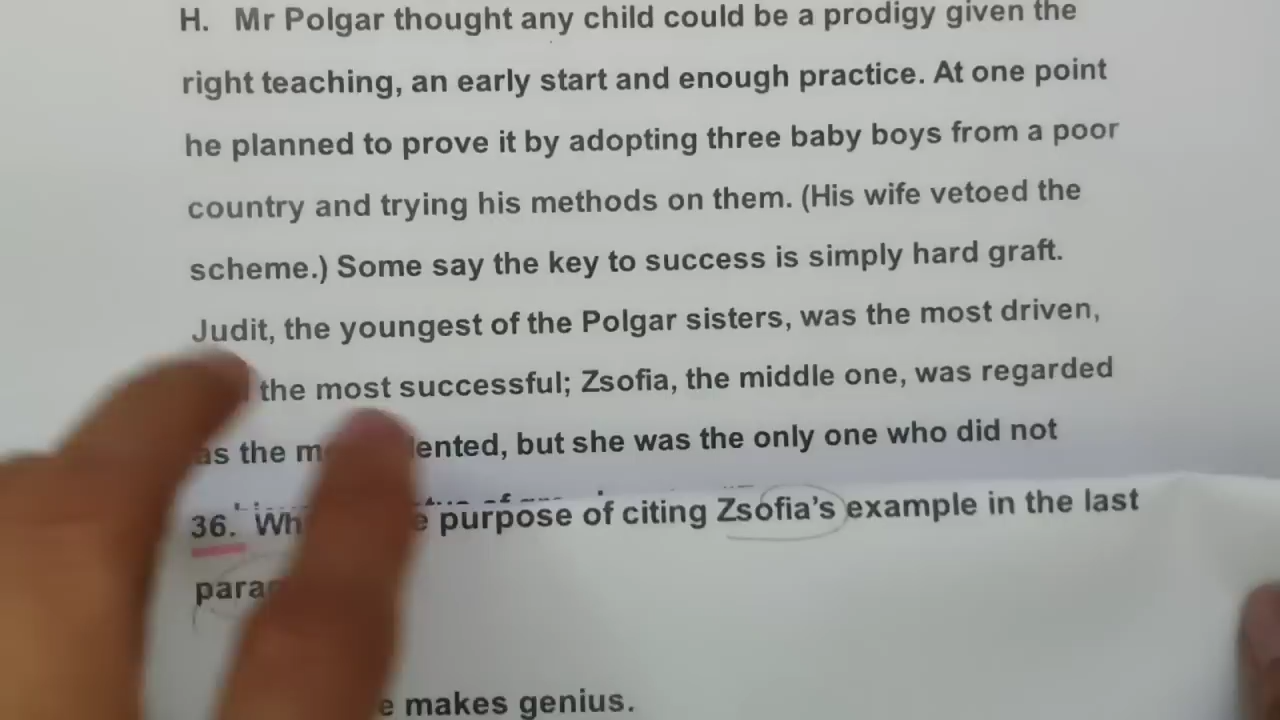 H. Mr Polgar thought any child could be a prodigy given the
right teaching, an early start and enough practice. At one point
he planned to prove it by adopting three baby boys from a poor
country and trying his methods on them. (His wife vetoed the
scheme.) Some say the key to success is simply hard graft.
Judit, the youngest of the Polgar sisters, was the most driven,
the most successful; Zsofia, the middle one, was regarded
as the but she was the only one who did not
36. purpose of citing Zsofia's example in the last
makes genius.